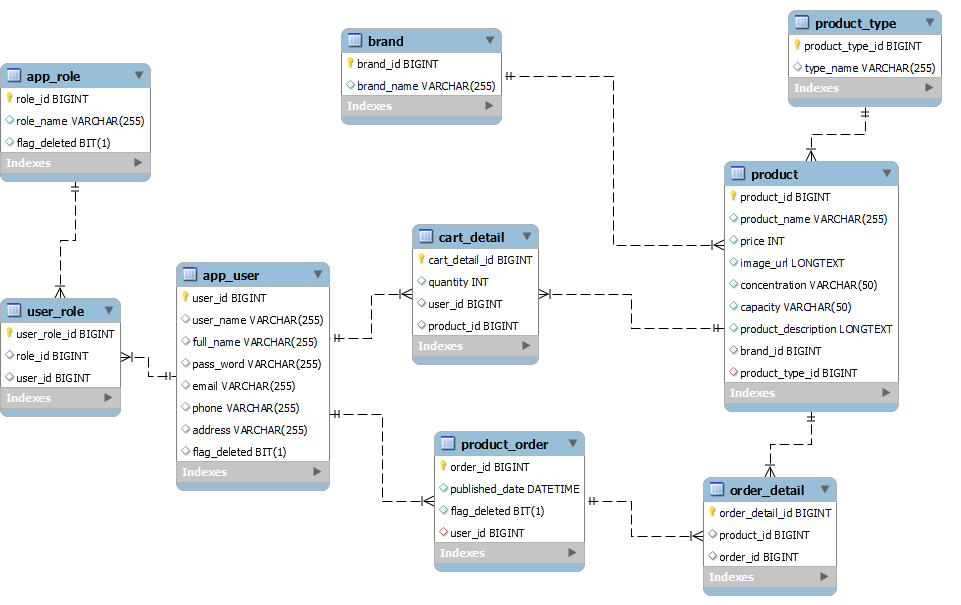 product_type
product_type_id BIGINT
type_name VARCHAR(255)
Indexes
brand
brand_id BIGINT
brand_name VARCHAR(255)
Indexes
app_role
role_id BIGINT
role_name VARCHAR(255)
flag_deleted BIT(1)
Indexes
product
product_id BIGINT
product_name VARCHAR(255)
price INT
image_url LONGTEXT
concentration VARCHAR(50)
capacity VARCHAR(50)
product_description LONGTEXT
brand_id BIGINT
product_type_id BIGINT
Indexes
cart_detail
cart_detail_id BIGINT
quantity INT
user_id BIGINT
product_id BIGINT
Indexes
app_user
user_id BIGINT
user_name VARCHAR(255)
full_name VARCHAR(255)
pass_word VARCHAR(255)
email VARCHAR(255)
phone VARCHAR(255)
address VARCHAR(255)
flag_deleted BIT(1)
Indexes
user_role
user_role_id BIGINT
role_id BIGINT
user_id BIGINT
Indexes
product_order
order_id BIGINT
published_date DATETIME
flag_deleted BIT(1)
user_id BIGINT
Indexes
order_detail
order_detail_id BIGINT
product_id BIGINT
order_id BIGINT
Indexes